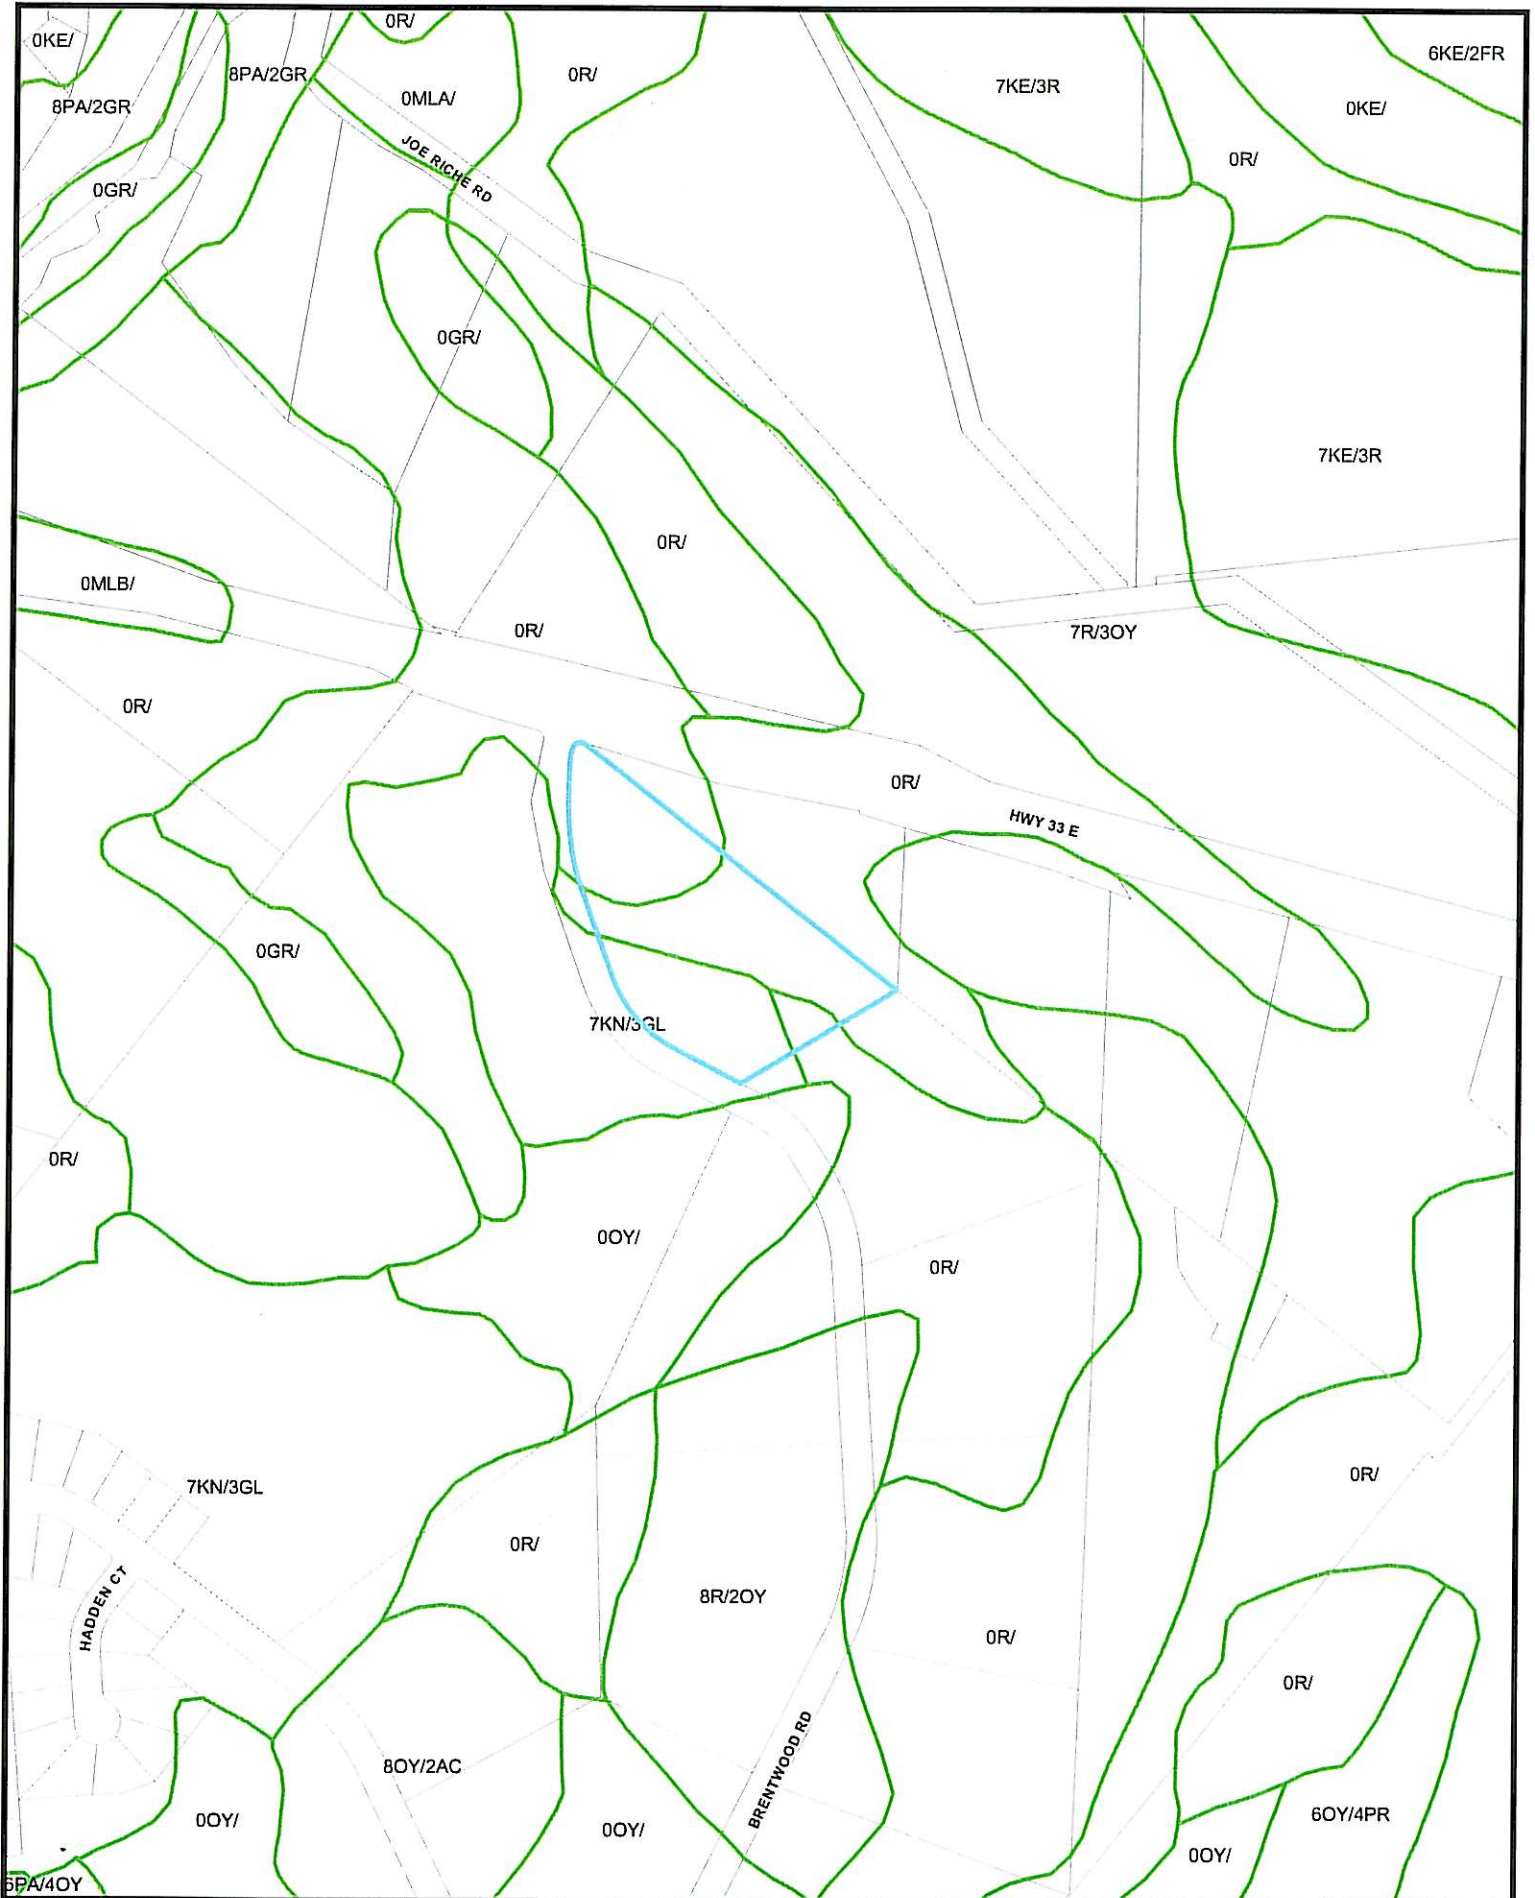 0R/
0KE/
6KE/2FR
8PA/2GR
0R/
7KE/3R
0MLA/
8PA/2GR
0KE/
JOE RICHE RD
0R/
0GR/
0GR/
7KE/3R
0R/
0MLB/
0R/
7R/3OY
0R/
0R/
HWY 33 E
0GR/
7KN/3GL
0R/
0OY/
0R/
0R/
7KN/3GL
0R/
HADDEN CT
8R/2OY
0R/
0R/
BRENTWOOD RD
8OY/2AC
6OY/4PR
0OY/
0OY/
0OY/
6PA/4OY